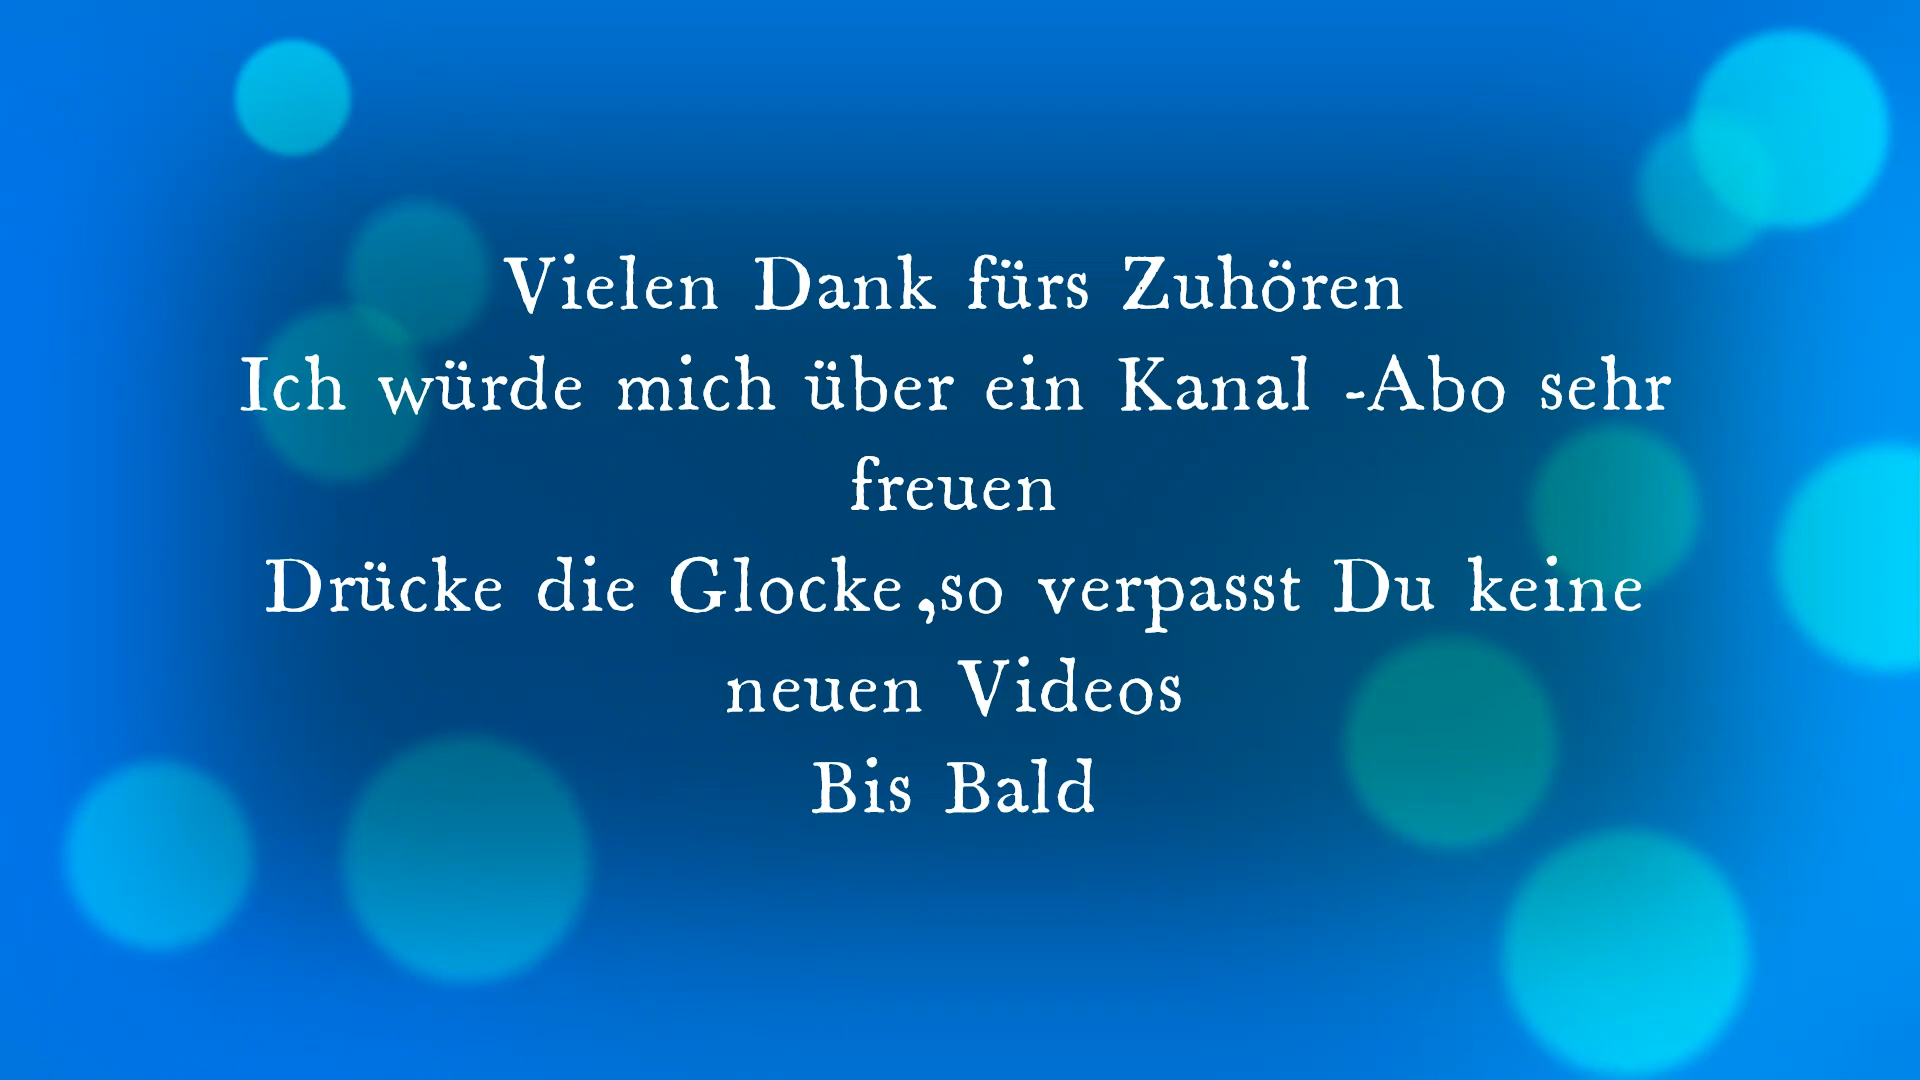 Vielen Dank fürs Zuhören
Ich würde mich über ein Kanal -Abo sehr
freuen
Drücke die Glocke,so verpasst Du keine
neuen Videos
Bis Bald